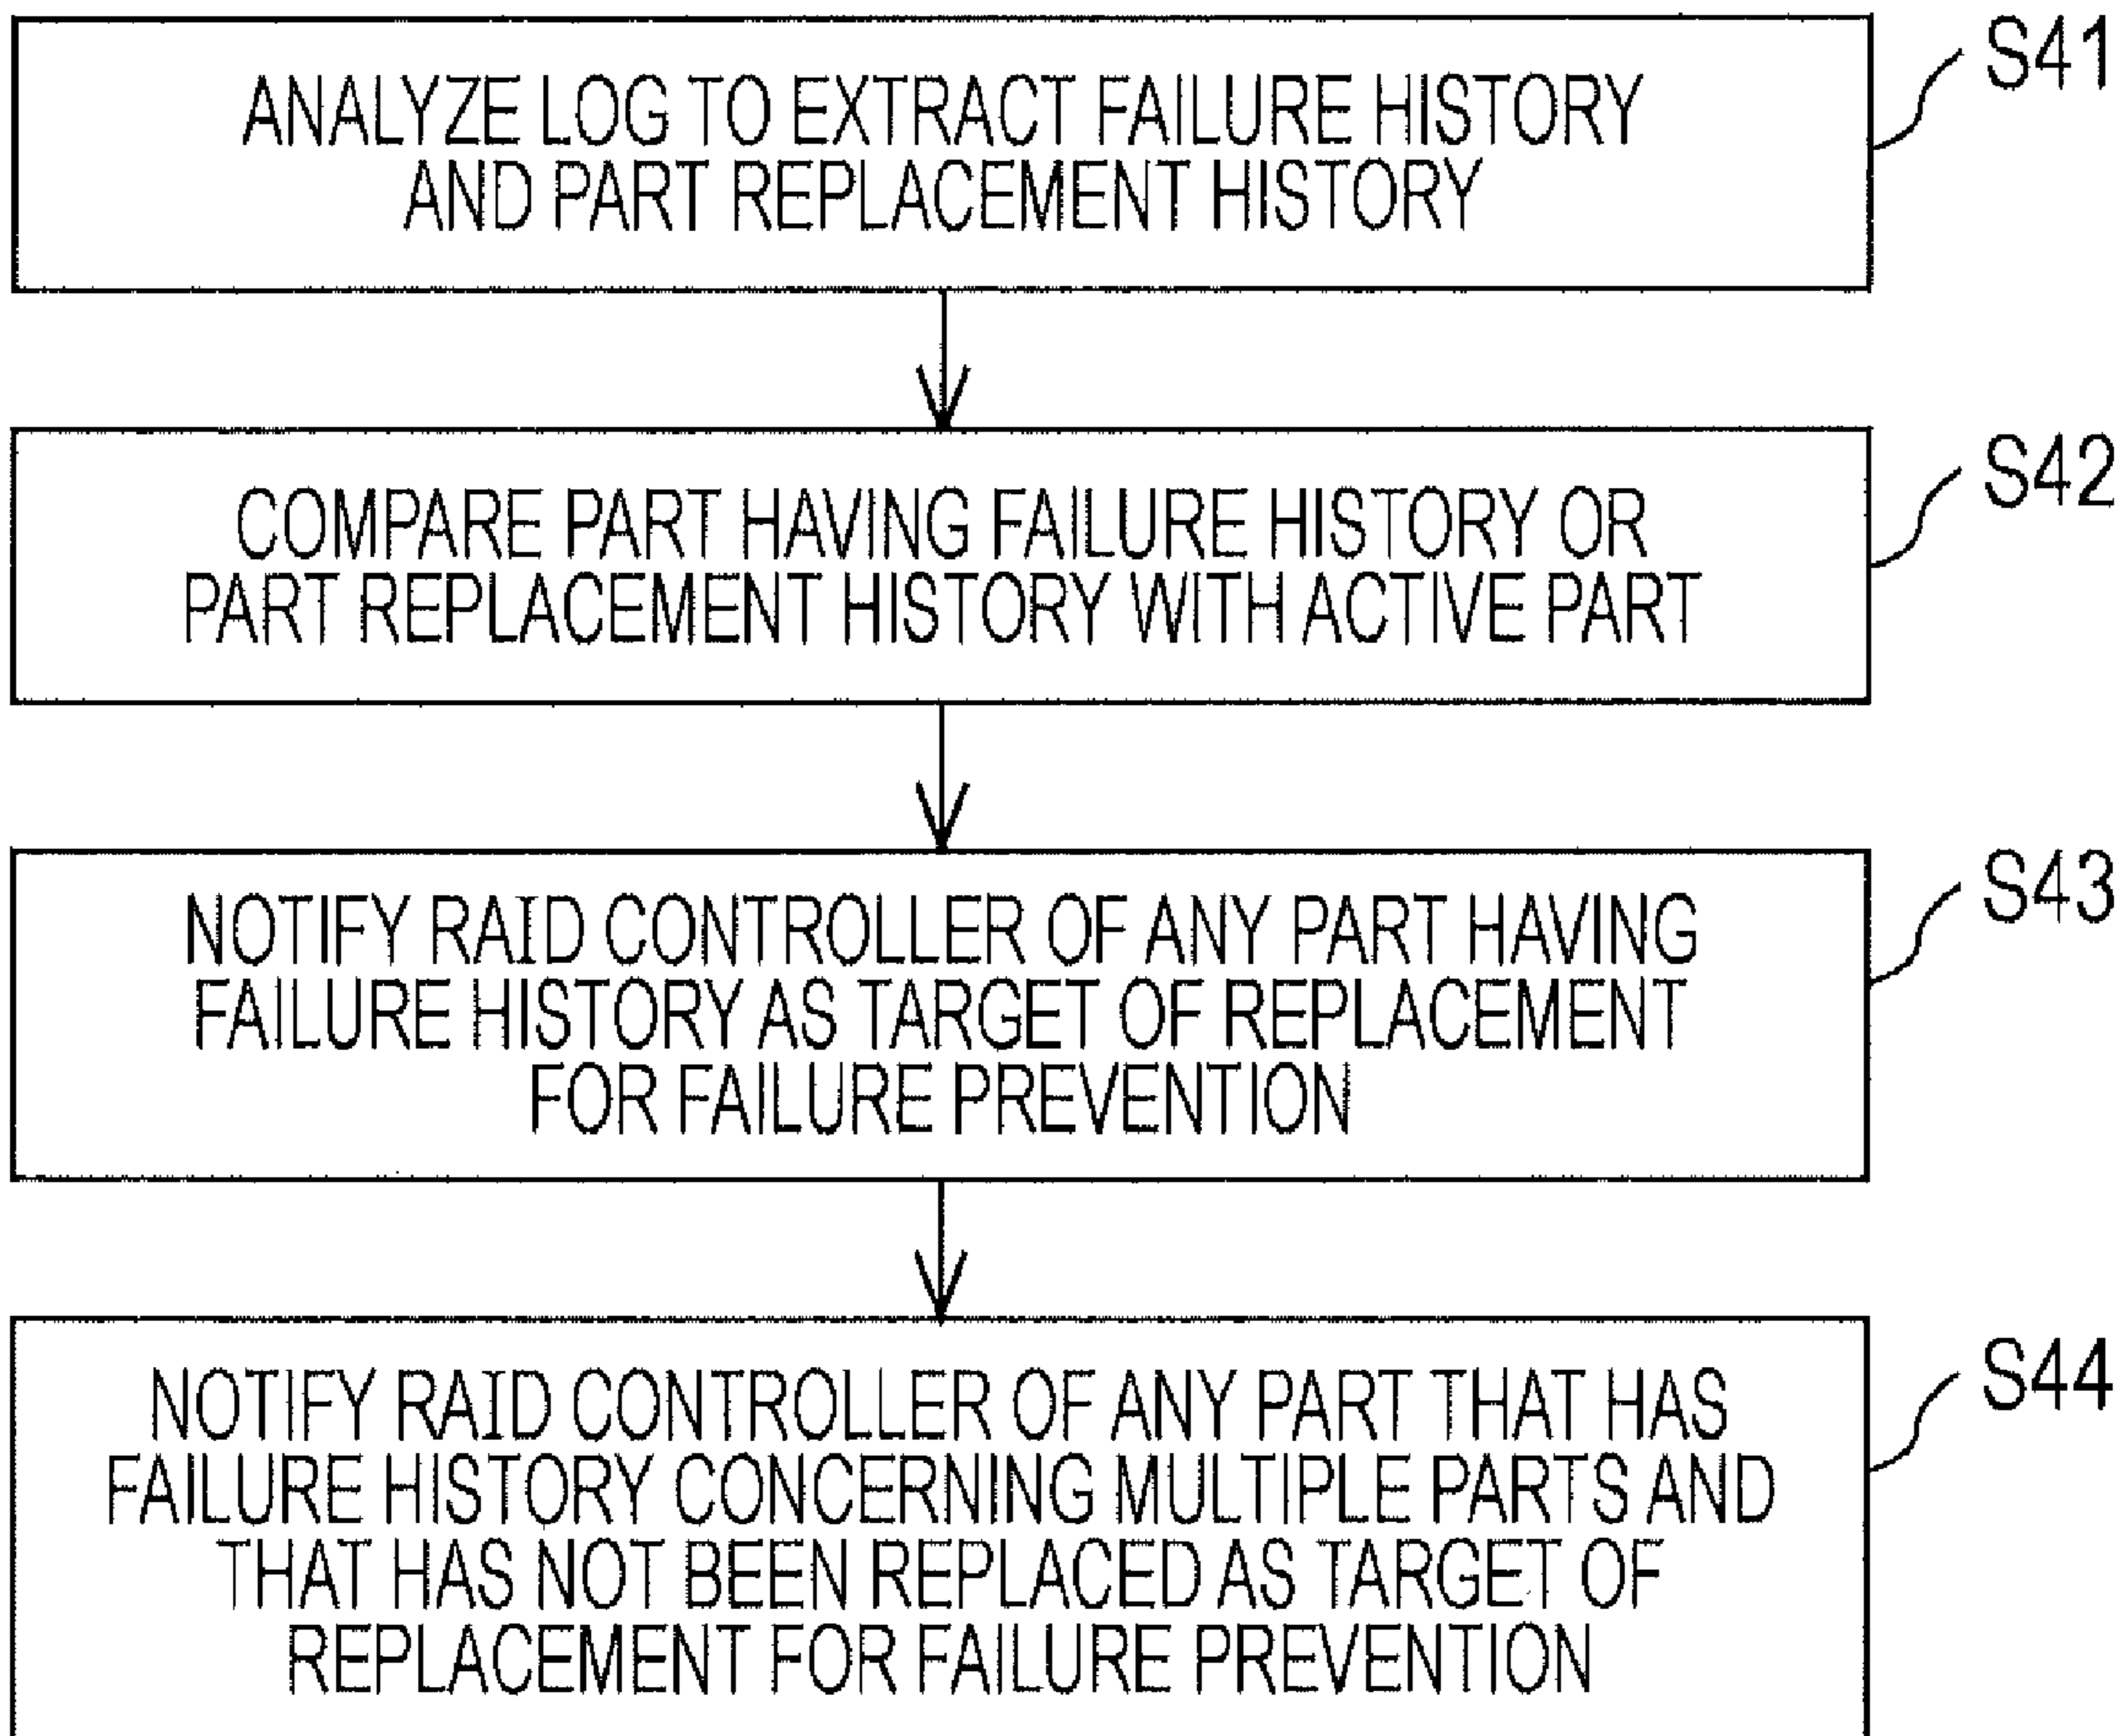 ANALYZE LOG TO EXTRACT FAILURE HISTORY
AND PART REPLACEMENT HISTORY
S41
COMPARE PART HAVING FAILURE HISTORY OR
PART REPLACEMENT HISTORY WITH ACTIVE PART
S42
NOTIFY RAID CONTROLLER OF ANY PART HAVING
FAILURE HISTORY AS TARGET OF REPLACEMENT
FOR FAILURE PREVENTION
S43
NOTIFY RAID CONTROLLER OF ANY PART THAT HAS
FAILURE HISTORY CONCERNING MULTIPLE PARTS AND
THAT HAS NOT BEEN REPLACED AS TARGET OF
REPLACEMENT FOR FAILURE PREVENTION
S44